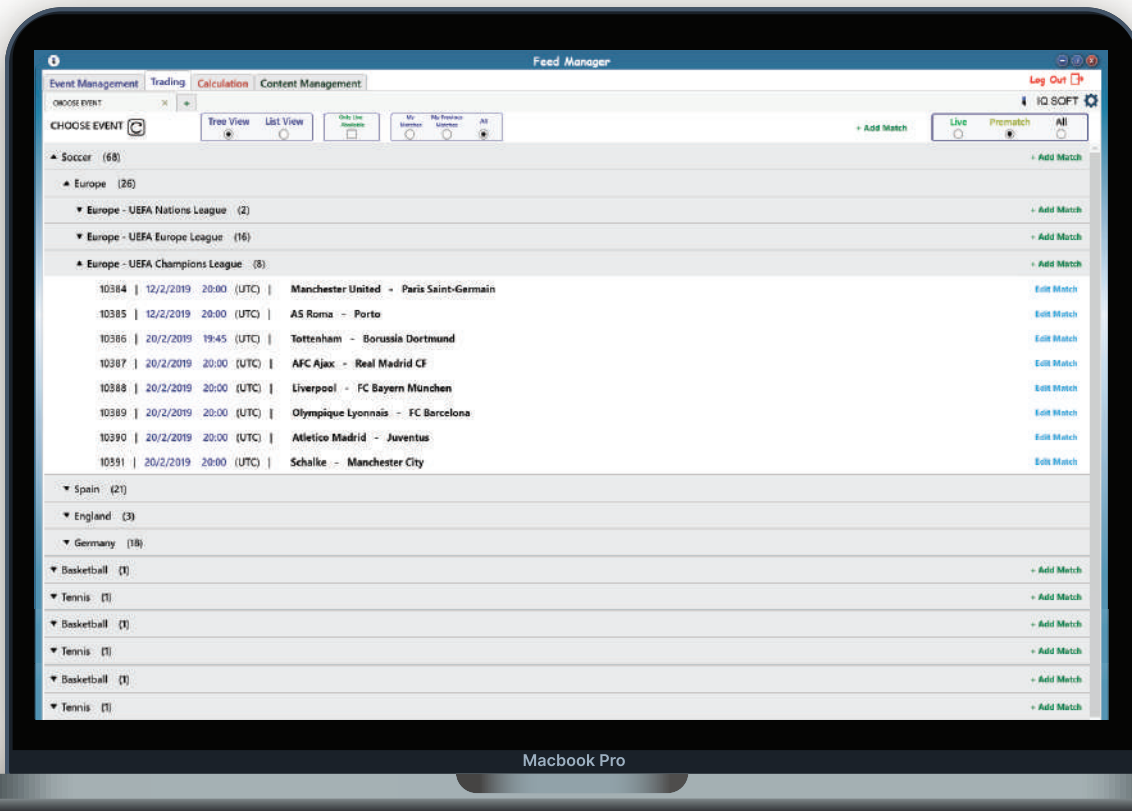 Feed Manager
Event Management Trading Calculation Content Management Log Out
CHOOSE EVENT × + IQ SOFT
CHOOSE EVENT Tree View List View Only Live Available My Matches My Previous Matches All + Add Match Live Prematch All
Soccer (68) + Add Match
Europe (26)
Europe - UEFA Nations League (2) + Add Match
Europe - UEFA Europe League (16) + Add Match
Europe - UEFA Champions League (8) + Add Match
10384 | 12/2/2019 20:00 (UTC) | Manchester United - Paris Saint-Germain Edit Match
10385 | 12/2/2019 20:00 (UTC) | AS Roma - Porto Edit Match
10386 | 20/2/2019 19:45 (UTC) | Tottenham - Borussia Dortmund Edit Match
10387 | 20/2/2019 20:00 (UTC) | AFC Ajax - Real Madrid CF Edit Match
10388 | 20/2/2019 20:00 (UTC) | Liverpool - FC Bayern München Edit Match
10389 | 20/2/2019 20:00 (UTC) | Olympique Lyonnais - FC Barcelona Edit Match
10390 | 20/2/2019 20:00 (UTC) | Atletico Madrid - Juventus Edit Match
10391 | 20/2/2019 20:00 (UTC) | Schalke - Manchester City Edit Match
Spain (21)
England (3)
Germany (18)
Basketball (1) + Add Match
Tennis (1) + Add Match
Basketball (1) + Add Match
Tennis (1) + Add Match
Basketball (1) + Add Match
Tennis (1) + Add Match
Macbook Pro